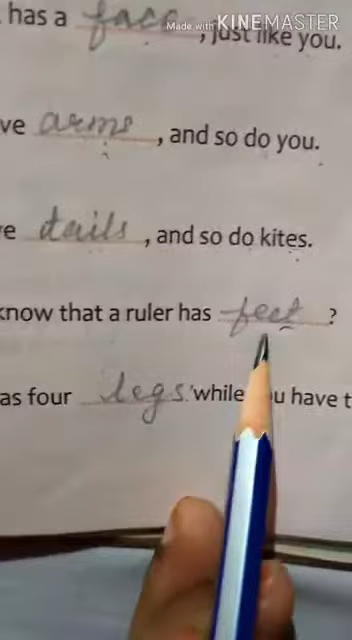 has a face, just like you.
Made with KINEMASTER
ve arms, and so do you.
e tails, and so do kites.
know that a ruler has feet?
as four legs while ou have t